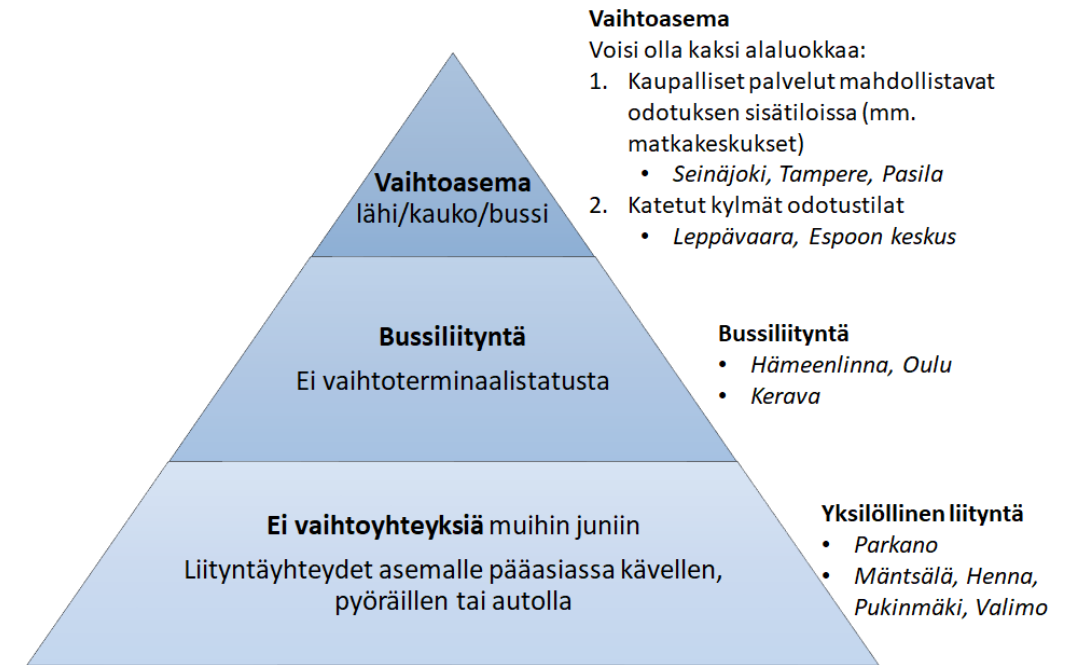 Vaihtoasema
Voisi olla kaksi alaluokkaa:
1. Kaupalliset palvelut mahdollistavat
odotuksen sisätiloissa (mm.
matkakeskukset)
• Seinäjoki, Tampere, Pasila
2. Katetut kylmät odotustilat
• Leppävaara, Espoon keskus
Vaihtoasema
lähi/kauko/bussi
Bussiliityntä
Ei vaihtoterminaalistatusta
Bussiliityntä
• Hämeenlinna, Oulu
• Kerava
Ei vaihtoyhteyksiä muihin juniin
Liityntäyhteydet asemalle pääasiassa kävellen,
pyöräillen tai autolla
Yksilöllinen liityntä
• Parkano
• Mäntsälä, Henna,
Pukinmäki, Valimo